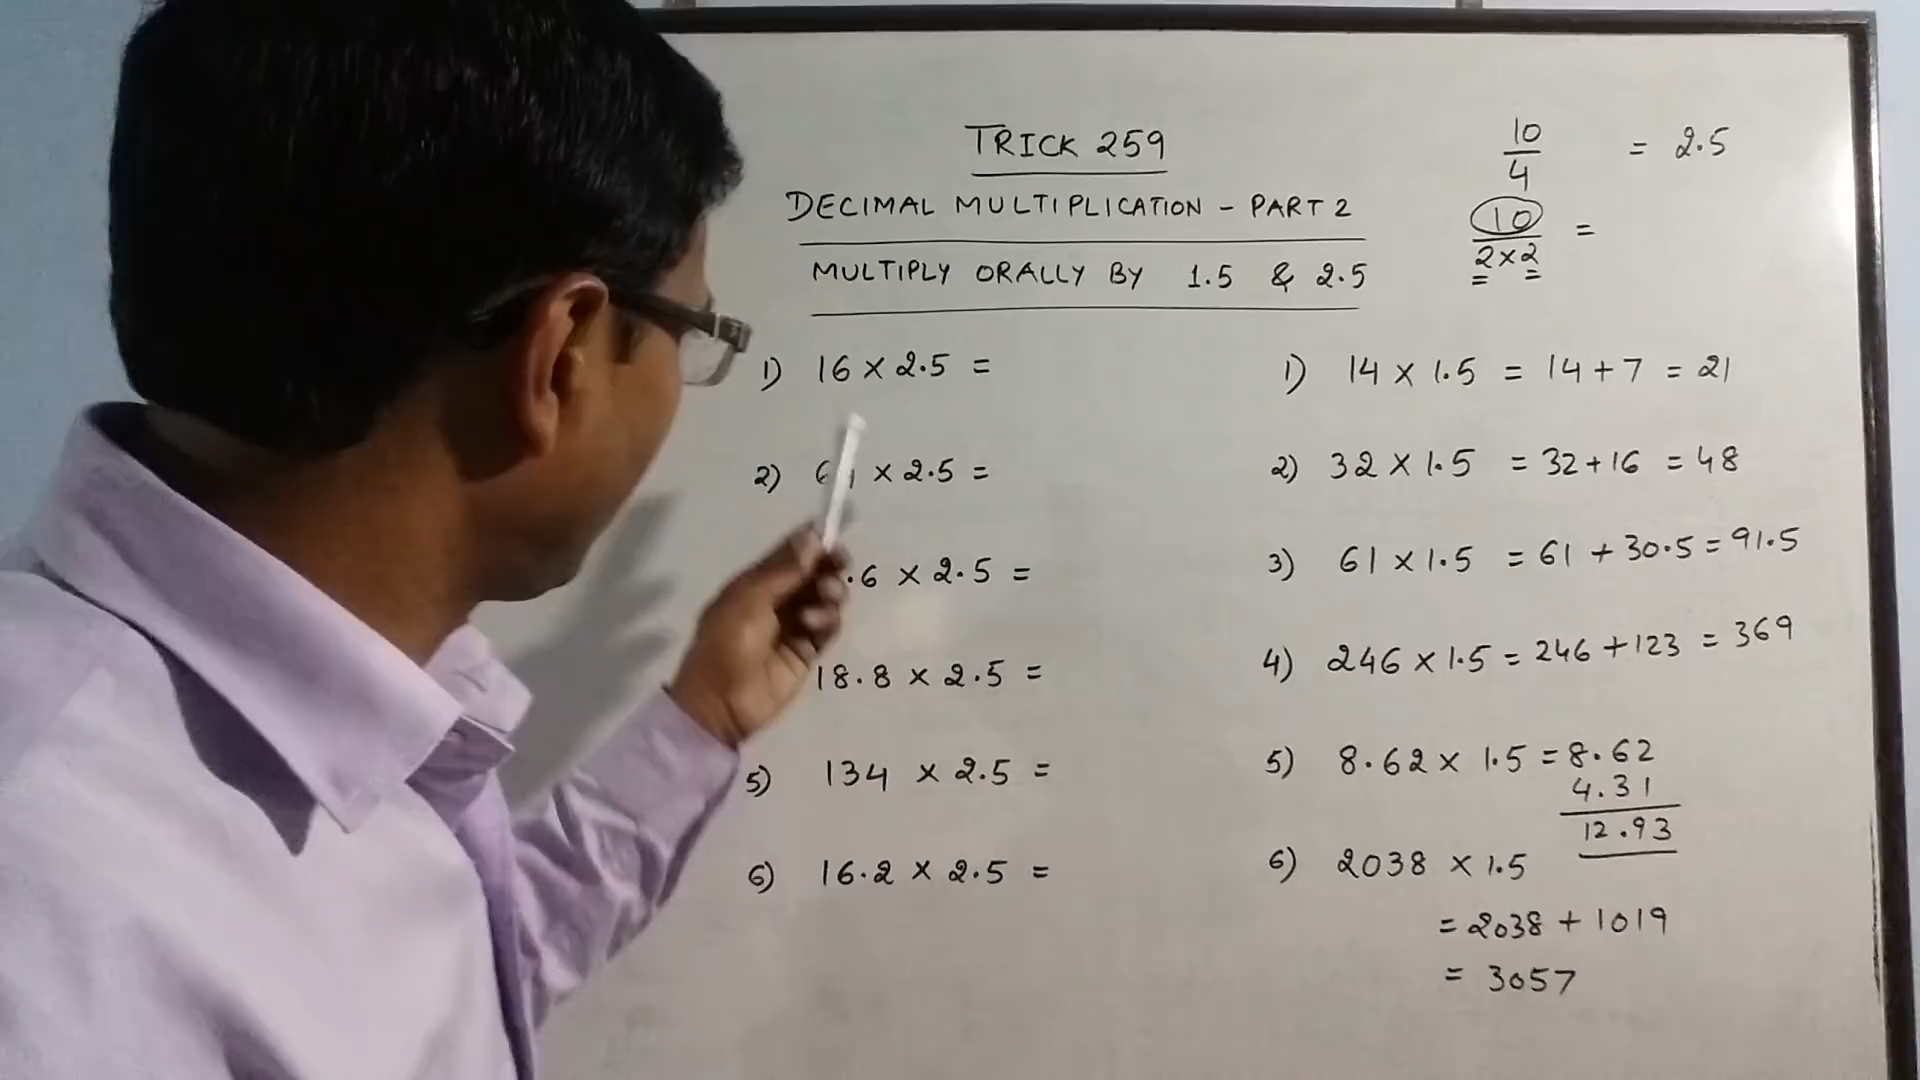 TRICK 259
DECIMAL MULTIPLICATION - PART 2
MULTIPLY ORALLY BY 1.5 & 2.5
10
4
= 2.5
10
2×2
=
1) 16 × 2.5 =
2) × 2.5 =
.6 × 2.5 =
18.8 × 2.5 =
5) 134 × 2.5 =
6) 16.2 × 2.5 =
1) 14 × 1.5 = 14 + 7 = 21
2) 32 × 1.5 = 32 + 16 = 48
3) 61 × 1.5 = 61 + 30.5 = 91.5
4) 246 × 1.5 = 246 + 123 = 369
5) 8.62 × 1.5 = 8.62
4.31
12.93
6) 2038 × 1.5
= 2038 + 1019
= 3057